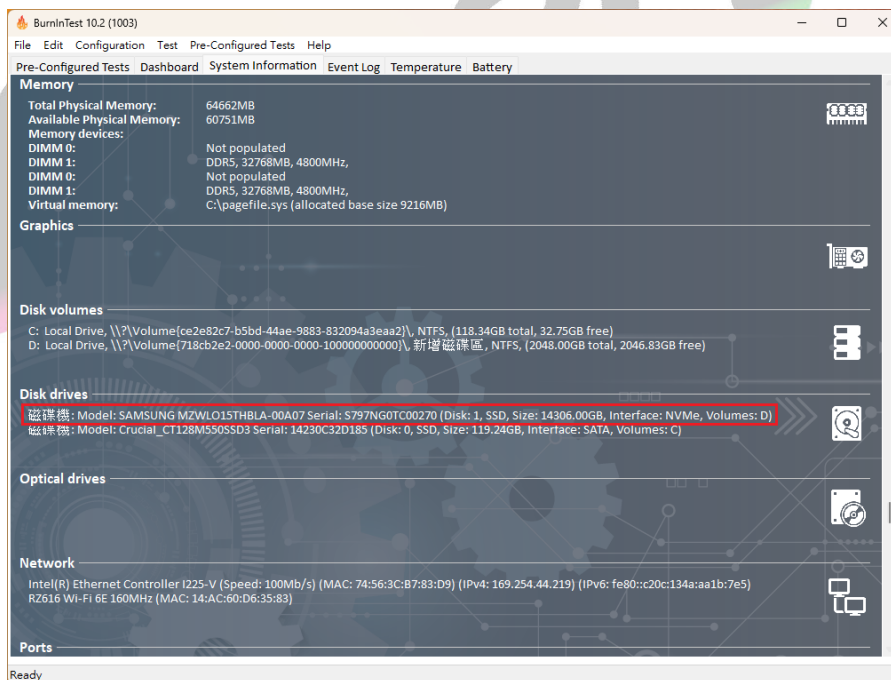 BurnInTest 10.2 (1003)
File Edit Configuration Test Pre-Configured Tests Help
Pre-Configured Tests Dashboard System Information Event Log Temperature Battery
Memory
Total Physical Memory: 64662MB
Available Physical Memory: 60751MB
Memory devices:
DIMM 0: Not populated
DIMM 1: DDR5, 32768MB, 4800MHz,
DIMM 0: Not populated
DIMM 1: DDR5, 32768MB, 4800MHz,
Virtual memory: C:\pagefile.sys (allocated base size 9216MB)
Graphics
Disk volumes
C: Local Drive, \\?\Volume{ce2e82c7-b5bd-44ae-9883-832094a3eaa2}\, NTFS, (118.34GB total, 32.75GB free)
D: Local Drive, \\?\Volume{718cb2e2-0000-0000-0000-100000000000}\, 新增磁碟區, NTFS, (2048.00GB total, 2046.83GB free)
Disk drives
磁碟機: Model: SAMSUNG MZWLO15THBLA-00A07 Serial: S797NG0TC00270 (Disk: 1, SSD, Size: 14306.00GB, Interface: NVMe, Volumes: D)
磁碟機: Model: Crucial_CT128M550SSD3 Serial: 14230C32D185 (Disk: 0, SSD, Size: 119.24GB, Interface: SATA, Volumes: C)
Optical drives
Network
Intel(R) Ethernet Controller I225-V (Speed: 100Mb/s) (MAC: 74:56:3C:B7:83:D9) (IPv4: 169.254.44.219) (IPv6: fe80::c20c:134a:aa1b:7e5)
RZ616 Wi-Fi 6E 160MHz (MAC: 14:AC:60:D6:35:83)
Ports
Ready